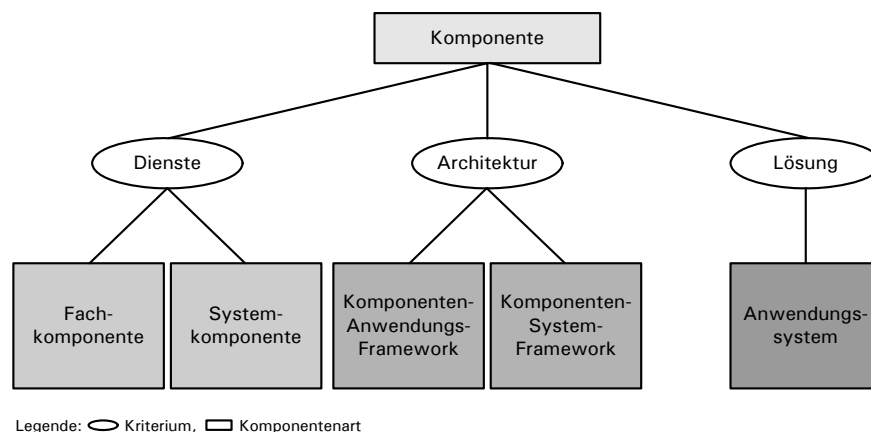 Komponente
Dienste
Architektur
Lösung
Fach-
komponente
System-
komponente
Komponenten-
Anwendungs-
Framework
Komponenten-
System-
Framework
Anwendungs-
system
Legende: Kriterium, Komponentenart